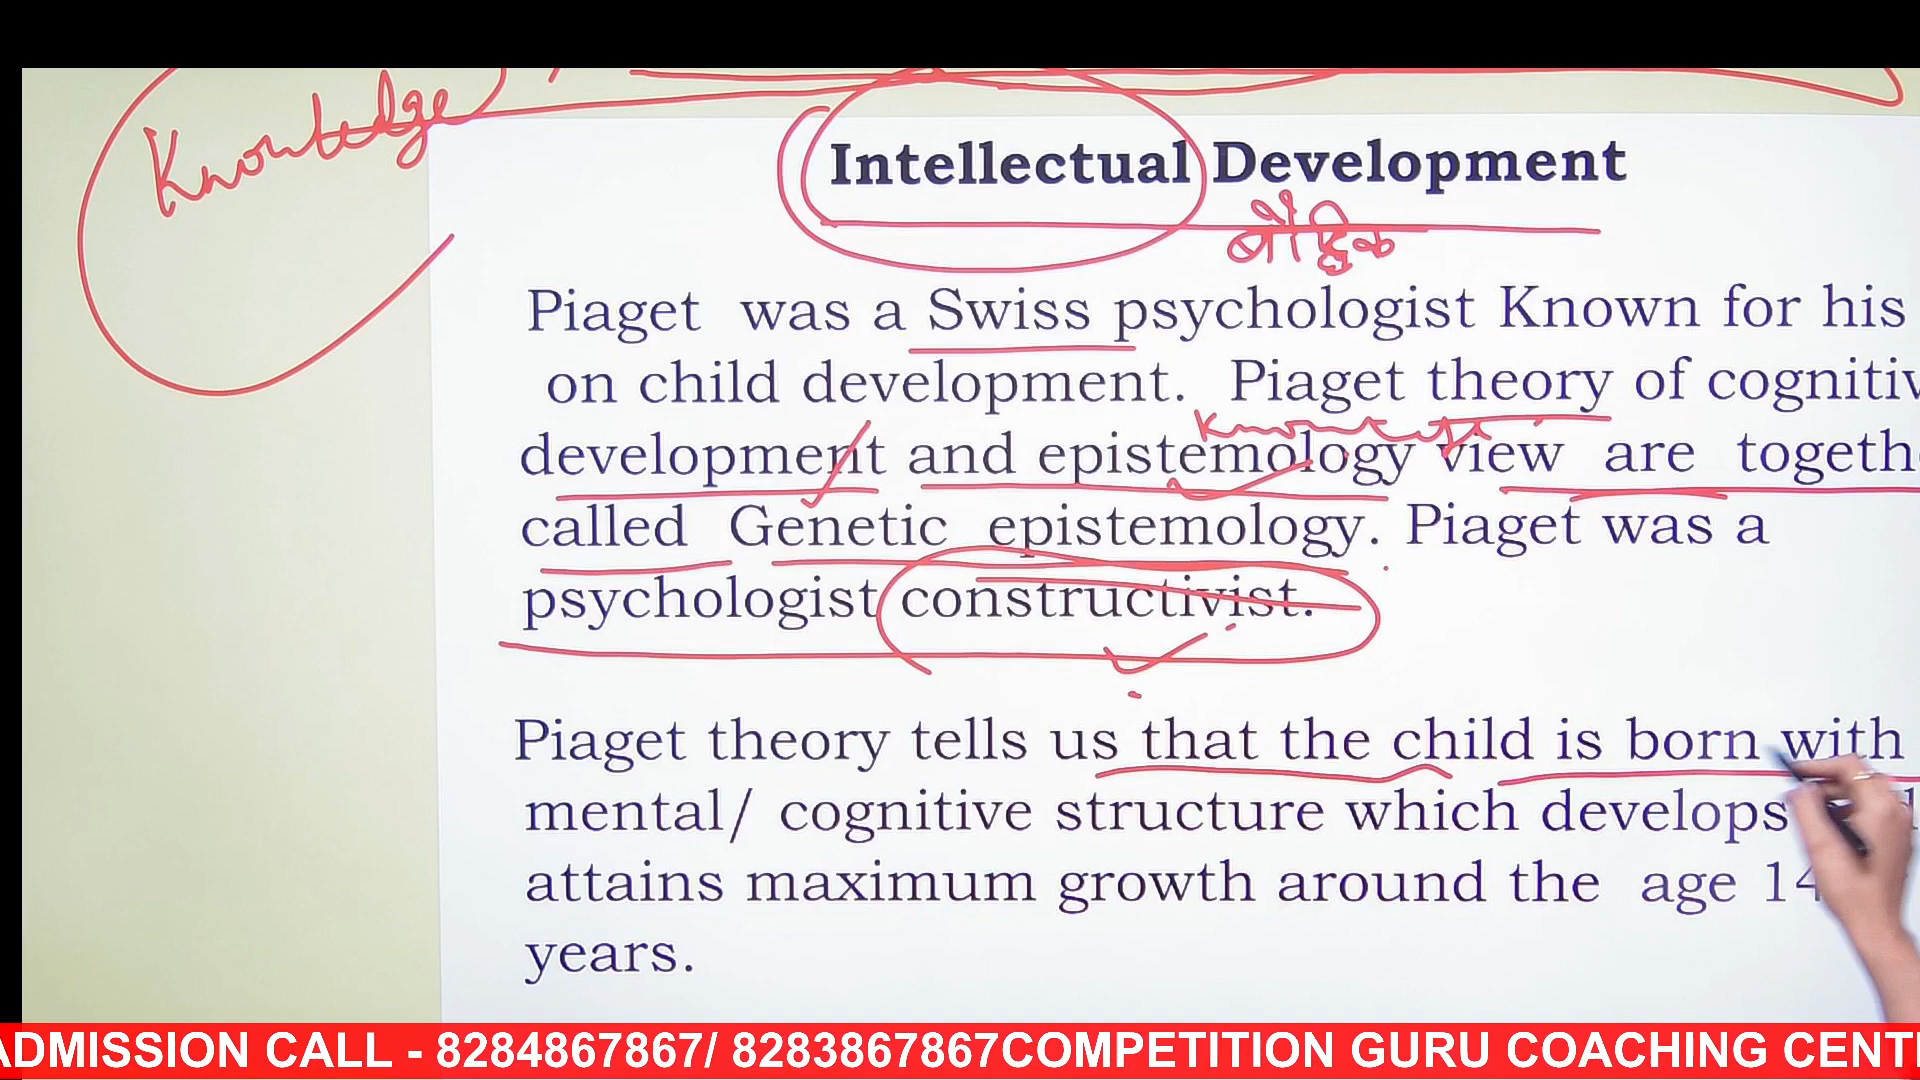 Knowledge
Intellectual Development
बौद्धिक
Piaget was a Swiss psychologist Known for his
on child development. Piaget theory of cognitiv
Knowledge
development and epistemology view are togeth
called Genetic epistemology. Piaget was a
psychologist constructivist.
Piaget theory tells us that the child is born with
mental/ cognitive structure which develops
attains maximum growth around the age 14
years.
ADMISSION CALL - 8284867867/ 8283867867COMPETITION GURU COACHING CENT